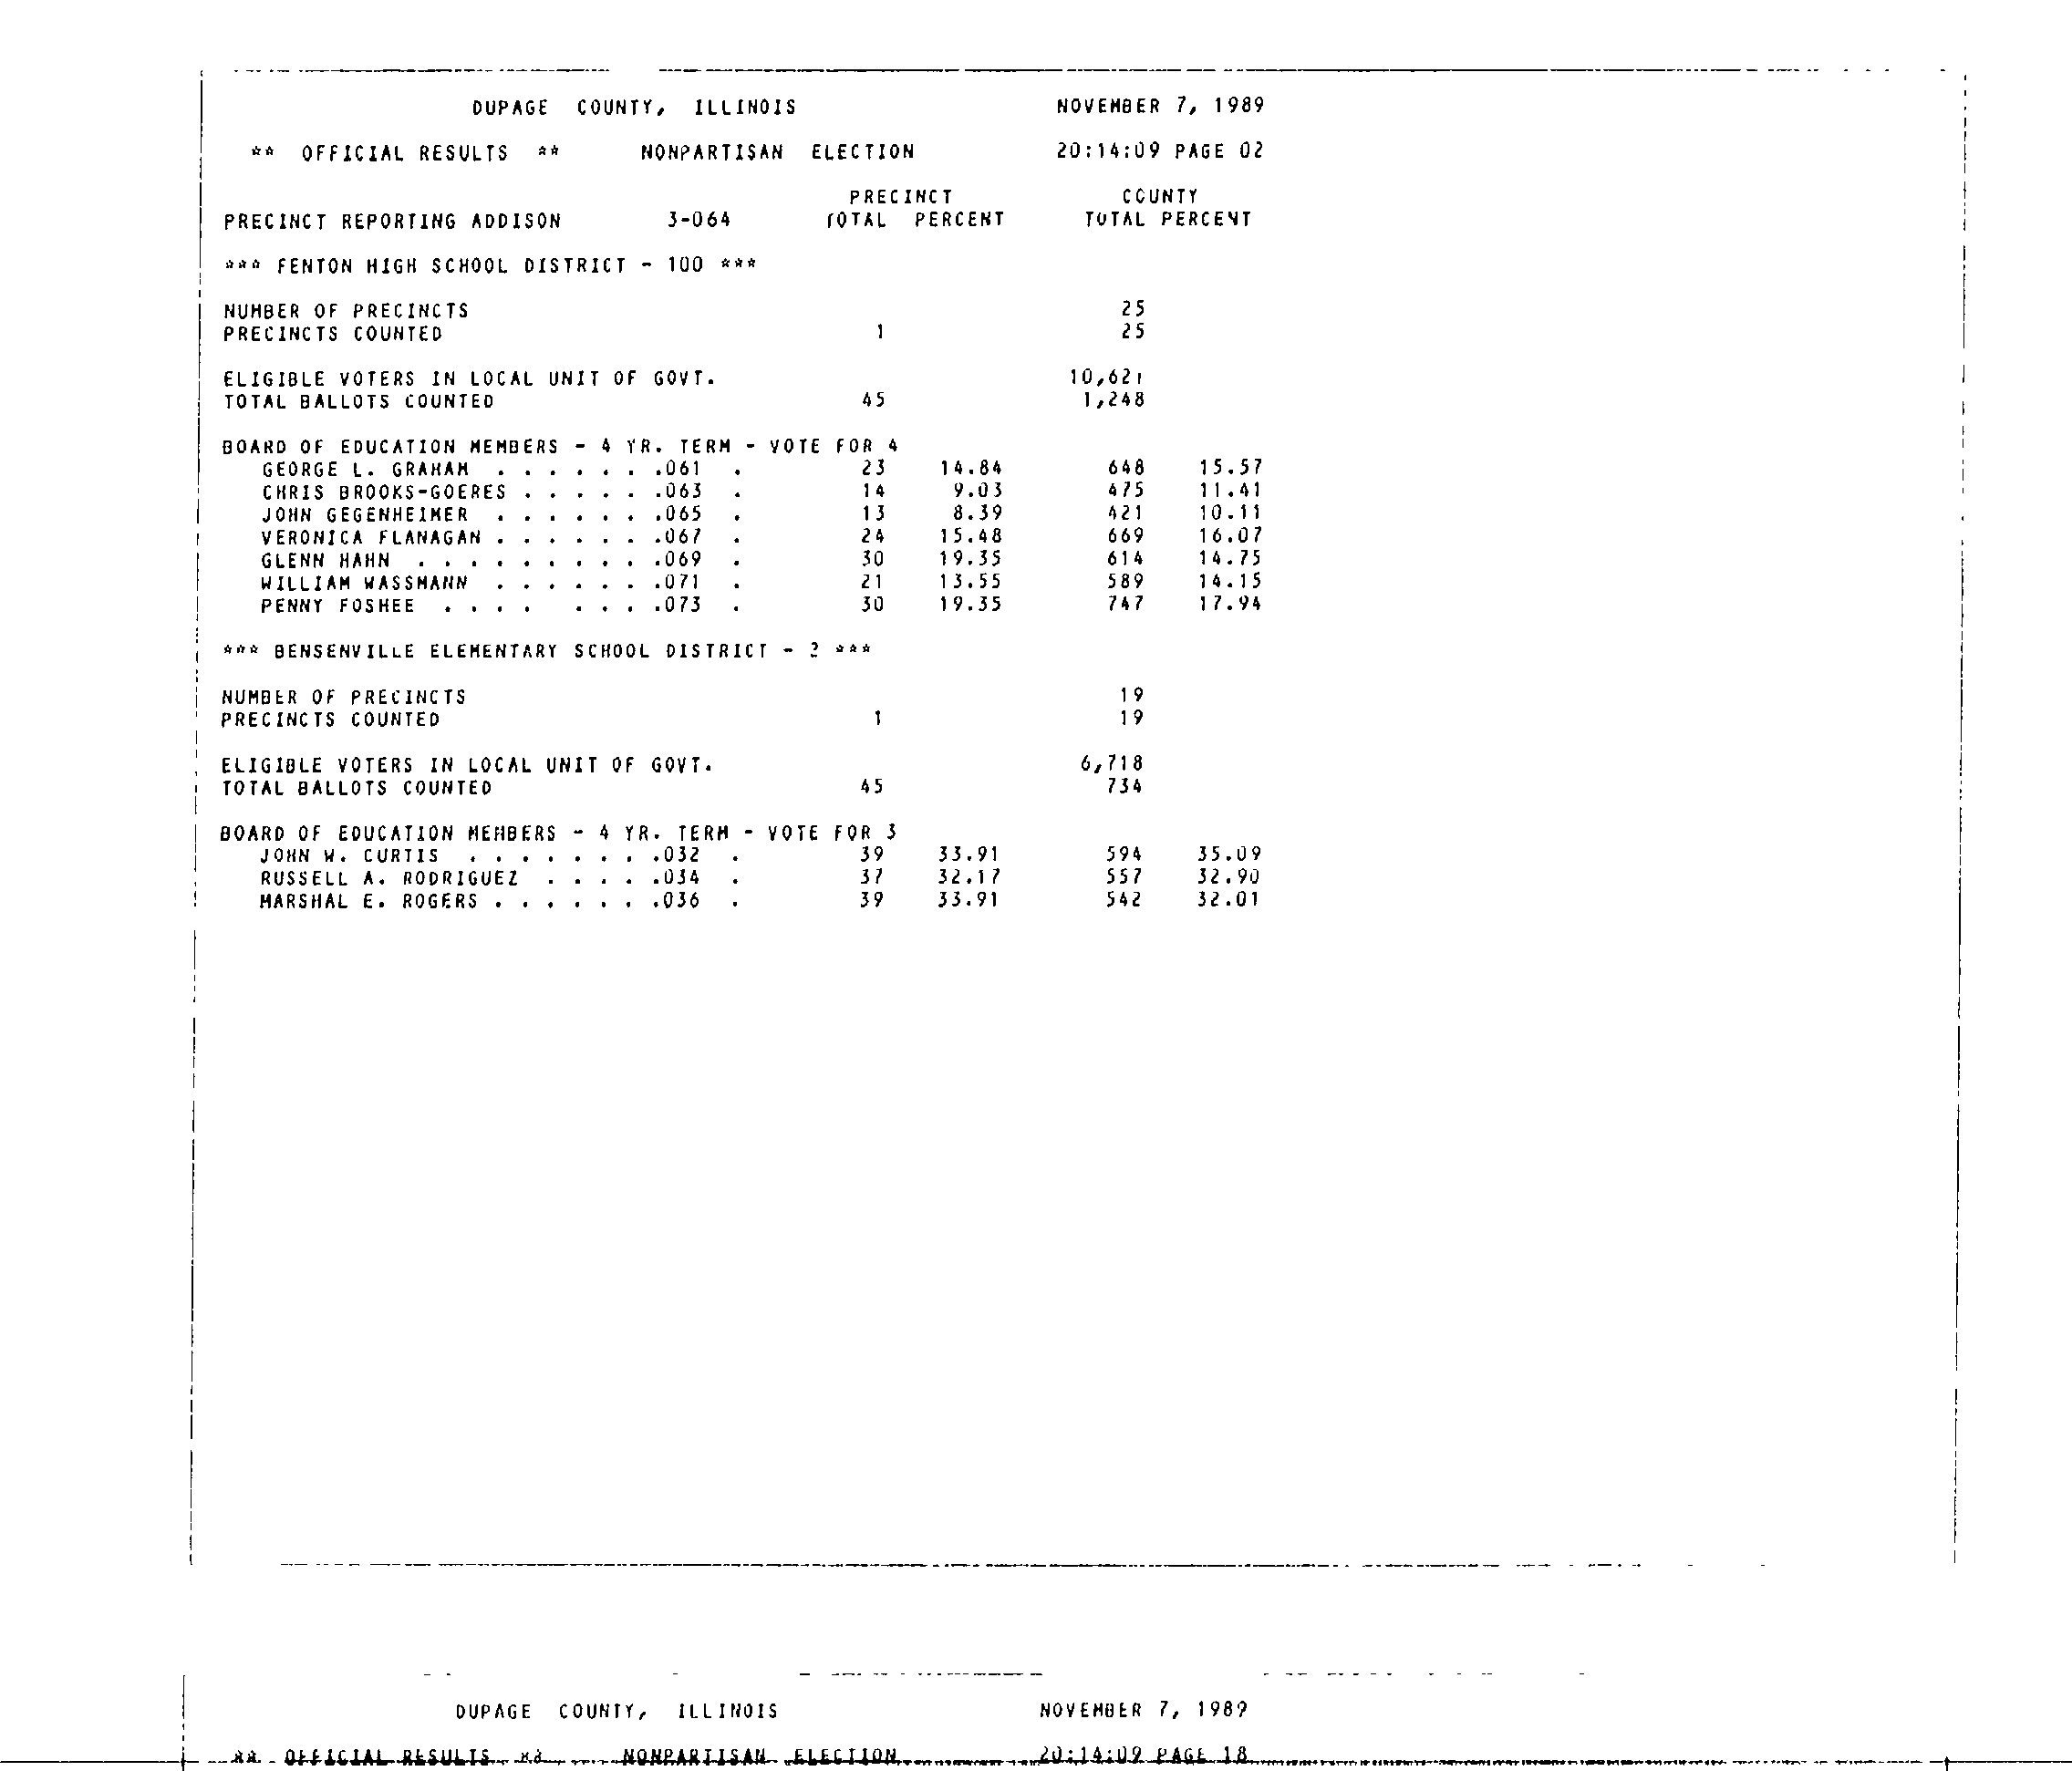 DUPAGE COUNTY, ILLINOIS NOVEMBER 7, 1989
** OFFICIAL RESULTS ** NONPARTISAN ELECTION 20:14:09 PAGE 02
PRECINCT COUNTY
PRECINCT REPORTING ADDISON 3-064 TOTAL PERCENT TOTAL PERCENT
*** FENTON HIGH SCHOOL DISTRICT - 100 ***
NUMBER OF PRECINCTS 25
PRECINCTS COUNTED 1 25
ELIGIBLE VOTERS IN LOCAL UNIT OF GOVT.
TOTAL BALLOTS COUNTED 45 1,248
BOARD OF EDUCATION MEMBERS - 4 YR. TERM - VOTE FOR 4
GEORGE L. GRAHAM . . . . . . .061 . 23 14.84 648 15.57
CHRIS BROOKS-GOERES . . . . . .063 . 14 9.03 475 11.41
JOHN GEGENHEIMER . . . . . . .065 . 13 8.39 421 10.11
VERONICA FLANAGAN . . . . . . .067 . 24 15.48 669 16.07
GLENN HAHN . . . . . . . . . .069 . 30 19.35 614 14.75
WILLIAM WASSMANN . . . . . . .071 . 21 13.55 589 14.15
PENNY FOSHEE . . . . . . . .073 . 30 19.35 747 17.94
*** BENSENVILLE ELEMENTARY SCHOOL DISTRICT - 2 ***
NUMBER OF PRECINCTS 19
PRECINCTS COUNTED 1 19
ELIGIBLE VOTERS IN LOCAL UNIT OF GOVT. 6,718
TOTAL BALLOTS COUNTED 45 734
BOARD OF EDUCATION MEMBERS - 4 YR. TERM - VOTE FOR 3
JOHN W. CURTIS . . . . . . . .032 . 39 33.91 594 35.09
RUSSELL A. RODRIGUEZ . . . . .034 . 37 32.17 557 32.90
MARSHAL E. ROGERS . . . . . . .036 . 39 33.91 542 32.01
DUPAGE COUNTY, ILLINOIS NOVEMBER 7, 1989
** OFFICIAL RESULTS ** NONPARTISAN ELECTION 20:14:09 PAGE 18